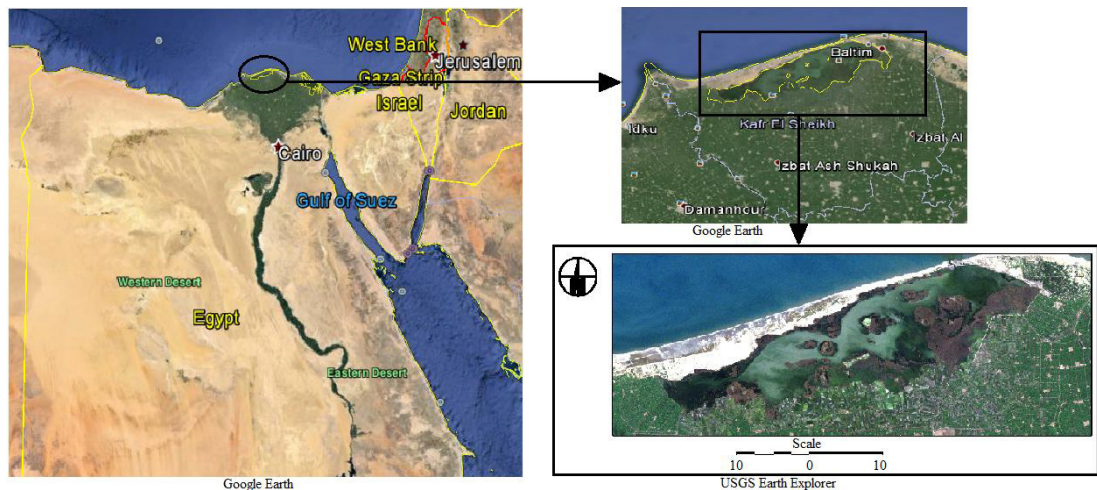 West Bank
Jerusalem
Gaza Strip
Israel
Jordan
Cairo
Gulf of Suez
Western Desert
Egypt
Eastern Desert
Google Earth
Baltim
Idku
Kafr El Sheikh
Izbat Al
Izbat Ash Shukah
Damanhour
Google Earth
Scale
10 0 10
USGS Earth Explorer